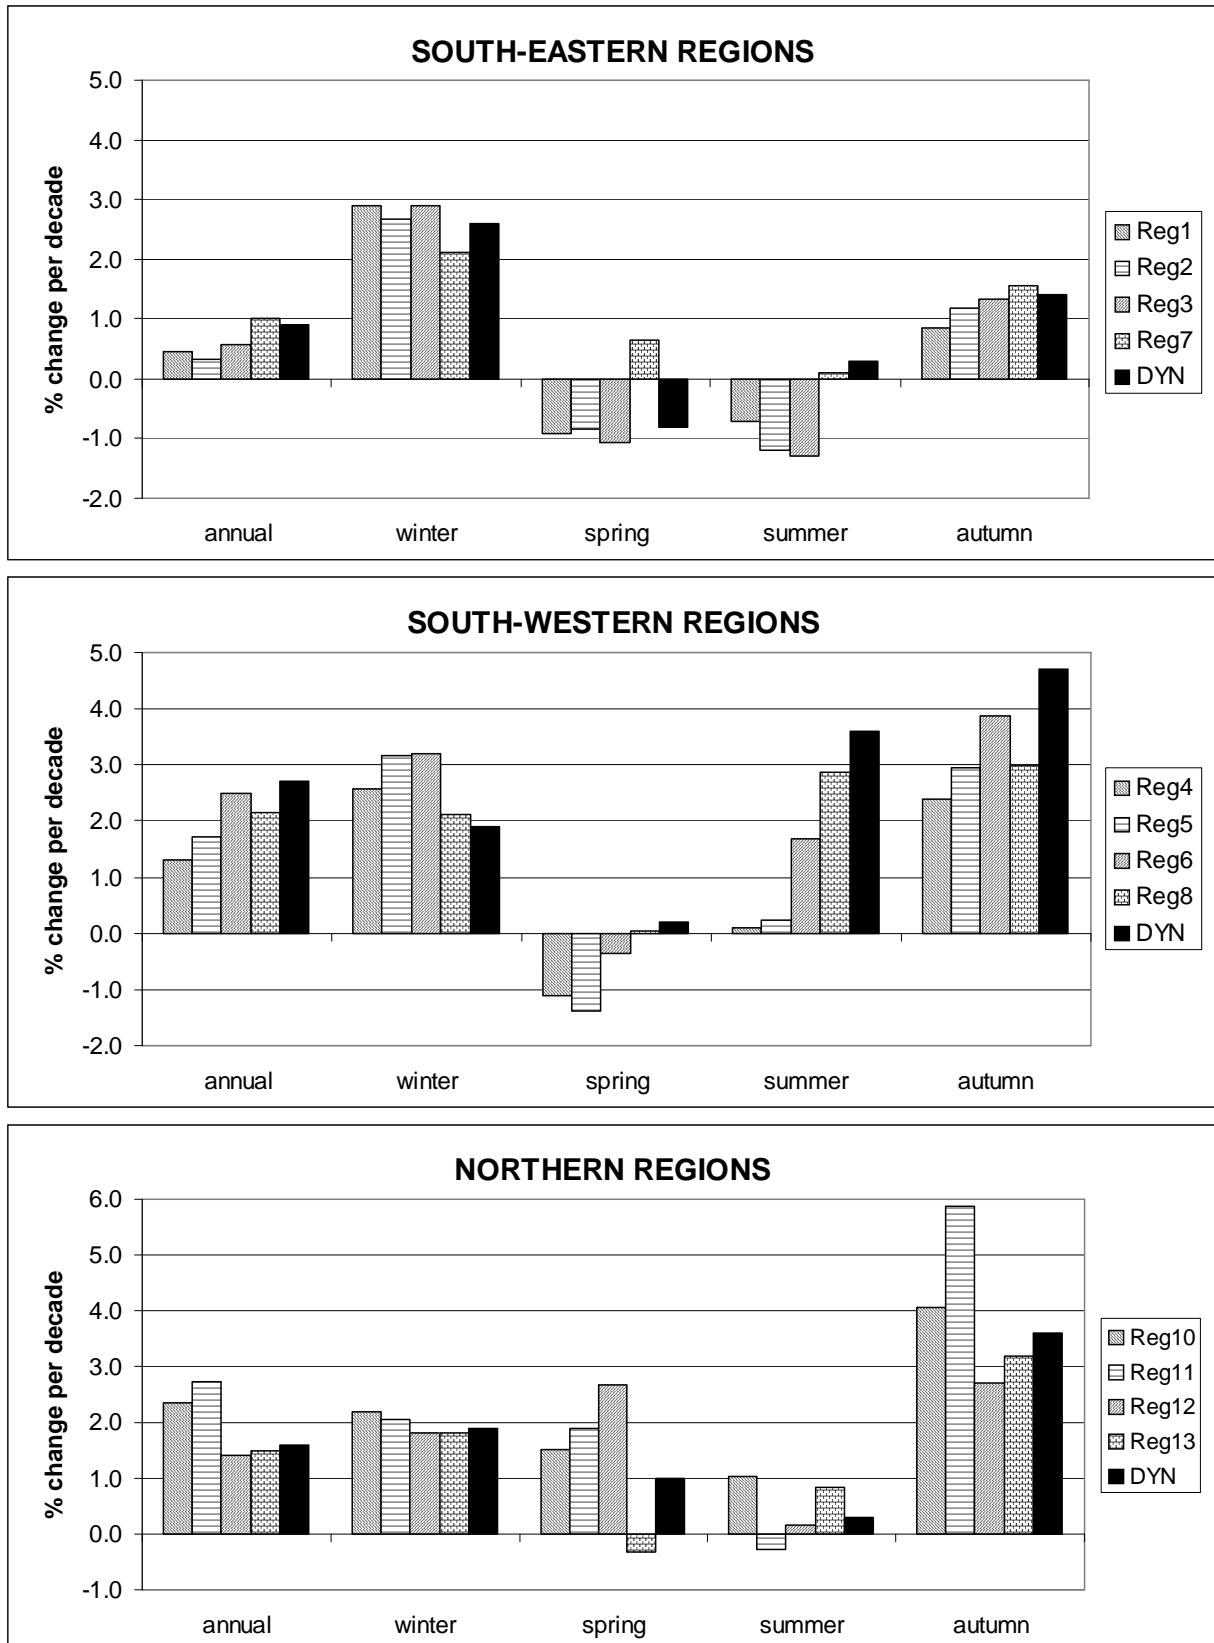 SOUTH-EASTERN REGIONS
% change per decade
5.0
4.0
3.0
2.0
1.0
0.0
-1.0
-2.0
annual winter spring summer autumn
Reg1
Reg2
Reg3
Reg7
DYN
SOUTH-WESTERN REGIONS
% change per decade
5.0
4.0
3.0
2.0
1.0
0.0
-1.0
-2.0
annual winter spring summer autumn
Reg4
Reg5
Reg6
Reg8
DYN
NORTHERN REGIONS
% change per decade
6.0
5.0
4.0
3.0
2.0
1.0
0.0
-1.0
annual winter spring summer autumn
Reg10
Reg11
Reg12
Reg13
DYN